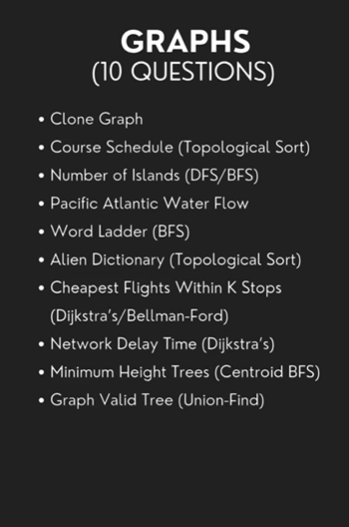 GRAPHS
(10 QUESTIONS)
• Clone Graph
• Course Schedule (Topological Sort)
• Number of Islands (DFS/BFS)
• Pacific Atlantic Water Flow
• Word Ladder (BFS)
• Alien Dictionary (Topological Sort)
• Cheapest Flights Within K Stops
(Dijkstra's/Bellman-Ford)
• Network Delay Time (Dijkstra's)
• Minimum Height Trees (Centroid BFS)
• Graph Valid Tree (Union-Find)